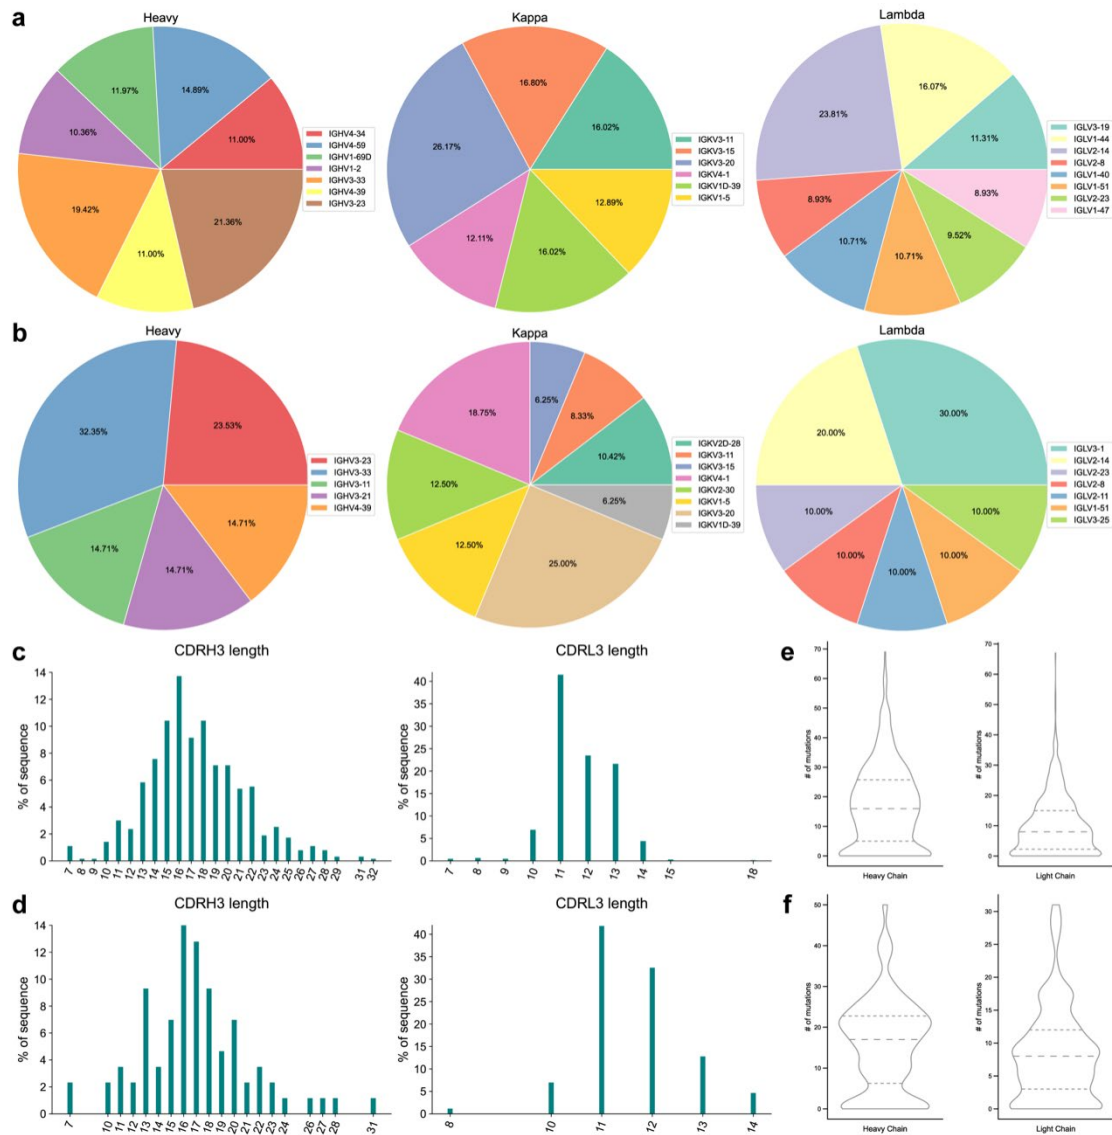 a
Heavy
11.97%
14.89%
10.36%
11.00%
19.42%
21.36%
11.00%
IGHV4-34
IGHV4-59
IGHV1-69D
IGHV1-2
IGHV3-33
IGHV4-39
IGHV3-23
Kappa
16.80%
26.17%
16.02%
12.89%
12.11%
16.02%
IGKV3-11
IGKV3-15
IGKV3-20
IGKV4-1
IGKV1D-39
IGKV1-5
Lambda
16.07%
23.81%
11.31%
8.93%
8.93%
9.52%
10.71%
10.71%
IGLV3-19
IGLV1-44
IGLV2-14
IGLV2-8
IGLV1-40
IGLV1-51
IGLV2-23
IGLV1-47
b
Heavy
32.35%
23.53%
14.71%
14.71%
14.71%
IGHV3-23
IGHV3-33
IGHV3-11
IGHV3-21
IGHV4-39
Kappa
6.25%
18.75%
8.33%
10.42%
12.50%
6.25%
12.50%
25.00%
IGKV2D-28
IGKV3-11
IGKV3-15
IGKV4-1
IGKV2-30
IGKV1-5
IGKV3-20
IGKV1D-39
Lambda
30.00%
20.00%
10.00%
10.00%
10.00%
10.00%
10.00%
IGLV3-1
IGLV2-14
IGLV2-23
IGLV2-8
IGLV2-11
IGLV1-51
IGLV3-25
c
CDRH3 length
% of sequence
14
12
10
8
6
4
2
0
7 8 9 10 11 12 13 14 15 16 17 18 19 20 21 22 23 24 25 26 27 28 29 31 32
CDRL3 length
% of sequence
40
35
30
25
20
15
10
5
0
7 8 9 10 11 12 13 14 15 18
d
CDRH3 length
% of sequence
14
12
10
8
6
4
2
0
7 10 11 12 13 14 15 16 17 18 19 20 21 22 23 24 26 27 28 31
CDRL3 length
% of sequence
40
35
30
25
20
15
10
5
0
8 10 11 12 13 14
e
# of mutations
70
60
50
40
30
20
10
0
Heavy Chain
# of mutations
70
60
50
40
30
20
10
0
Light Chain
f
# of mutations
50
40
30
20
10
0
Heavy Chain
# of mutations
30
25
20
15
10
5
0
Light Chain